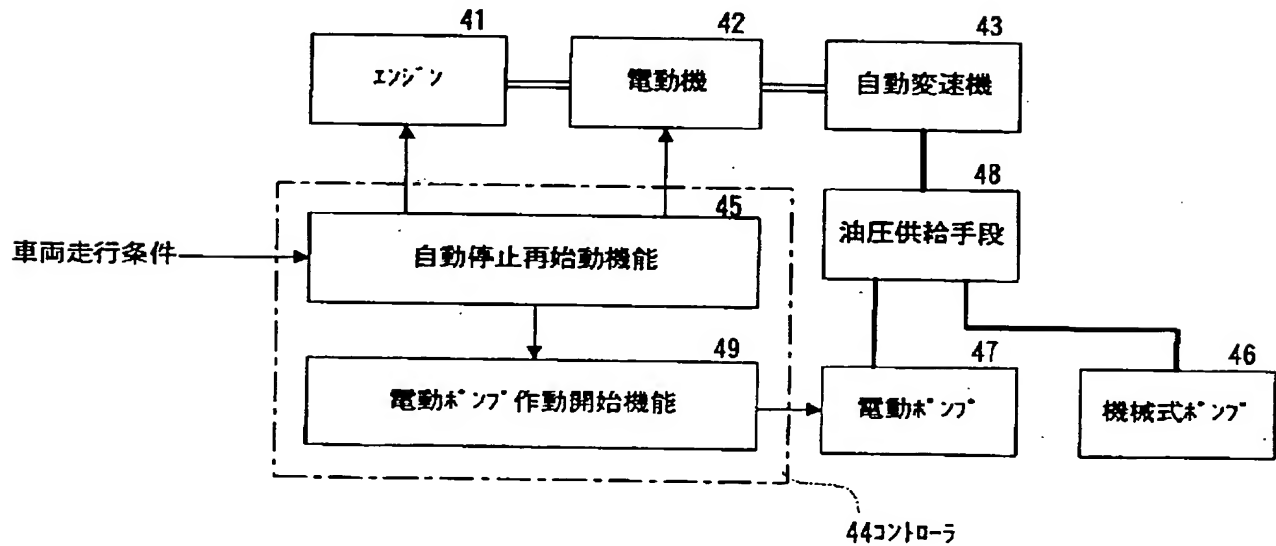 41
エンジン
42
電動機
43
自動変速機
車両走行条件
45
自動停止再始動機能
48
油圧供給手段
49
電動ポンプ作動開始機能
47
電動ポンプ
46
機械式ポンプ
44コントローラ